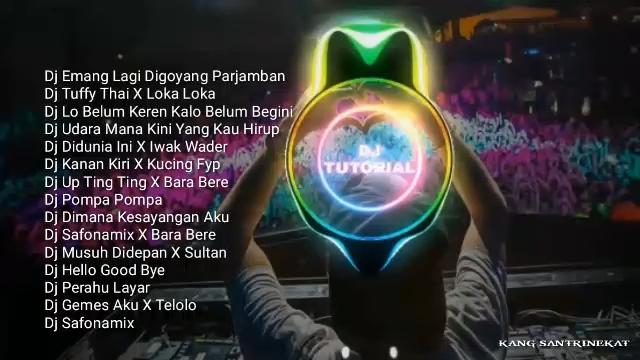 Dj Emang Lagi Digoyang Parjamban
Dj Tuffy Thai X Loka Loka
Dj Lo Belum Keren Kalo Belum Begini
Dj Udara Mana Kini Yang Kau Hirup
Dj Didunia Ini X Iwak Wader
Dj Kanan Kiri X Kucing Fyp
Dj Up Ting Ting X Bara Bere
Dj Pompa Pompa
Dj Dimana Kesayangan Aku
Dj Safonamix X Bara Bere
Dj Musuh Didepan X Sultan
Dj Hello Good Bye
Dj Perahu Layar
Dj Gemes Aku X Telolo
Dj Safonamix
DJ
TUTORIAL
KANG SANTRINEKAT